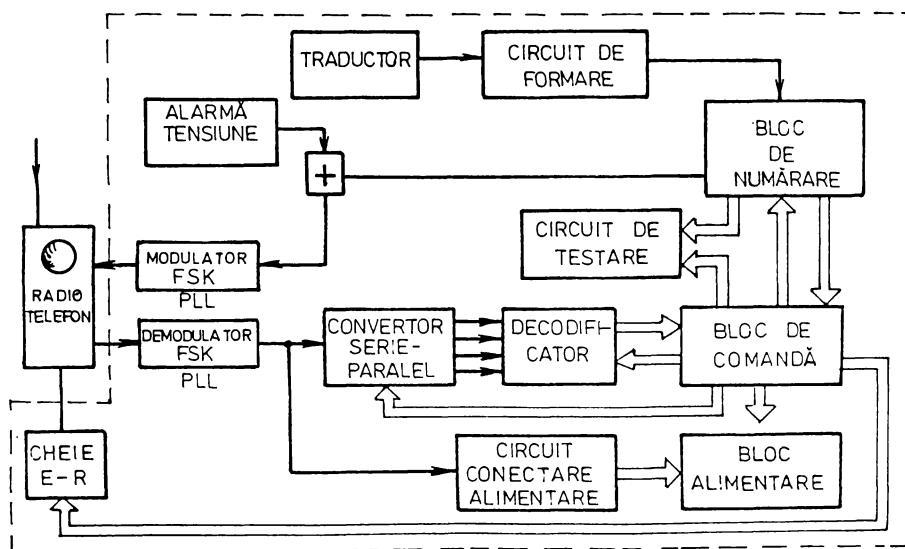 TRADUCTOR
CIRCUIT DE
FORMARE
ALARMĂ
TENSIUNE
BLOC
DE
NUMĂRARE
+
CIRCUIT DE
TESTARE
RADIO
TELEFON
MODULATOR
FSK
PLL
DEMODULATOR
FSK
PLL
CONVERTOR
SERIE-
PARALEL
DECODIFI-
CATOR
BLOC DE
COMANDĂ
CHEIE
E-R
CIRCUIT
CONECTARE
ALIMENTARE
BLOC
ALIMENTARE